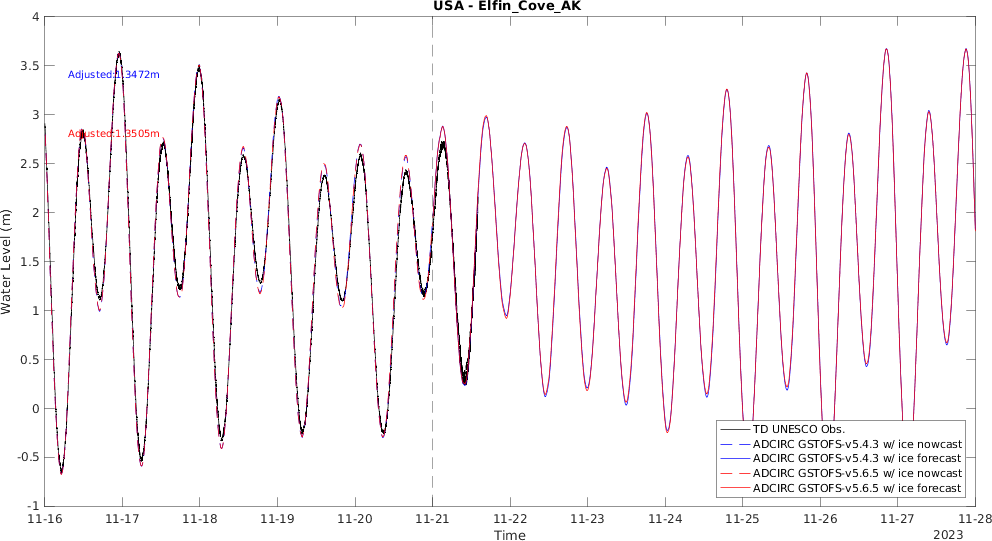 USA - Elfin_Cove_AK
4
3.5
3
2.5
2
1.5
1
0.5
0
-0.5
-1
Water Level (m)
Adjusted:1.3472m
Adjusted:1.3505m
TD UNESCO Obs.
ADCIRC GSTOFS-v5.4.3 w/ ice nowcast
ADCIRC GSTOFS-v5.4.3 w/ ice forecast
ADCIRC GSTOFS-v5.6.5 w/ ice nowcast
ADCIRC GSTOFS-v5.6.5 w/ ice forecast
11-16 11-17 11-18 11-19 11-20 11-21 11-22 11-23 11-24 11-25 11-26 11-27 11-28
Time
2023